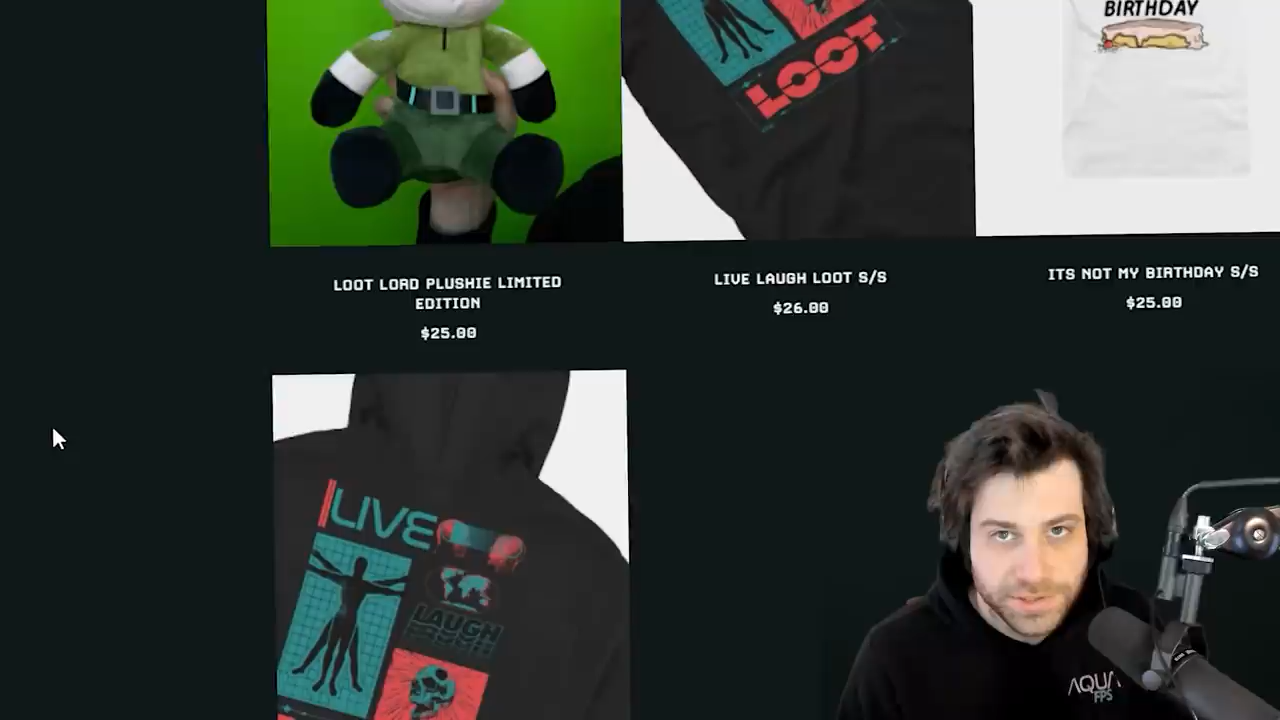 BIRTHDAY
LOOT
LOOT LORD PLUSHIE LIMITED
EDITION
$25.00
LIVE LAUGH LOOT S/S
$26.00
ITS NOT MY BIRTHDAY S/S
$25.00
LIVE
LAUGH
AQUA
FPS